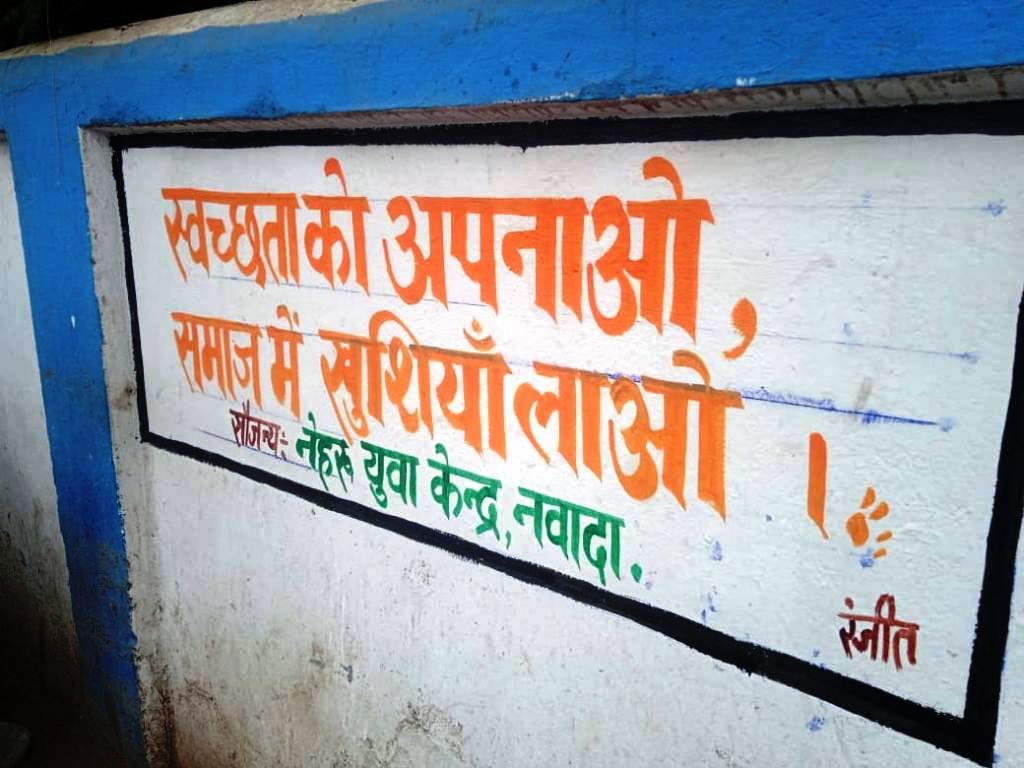 स्वच्छता को अपनाओ,
समाज में खुशियाँ लाओ ।
सौजन्य:- नेहरू युवा केन्द्र, नवादा.
रंजीत